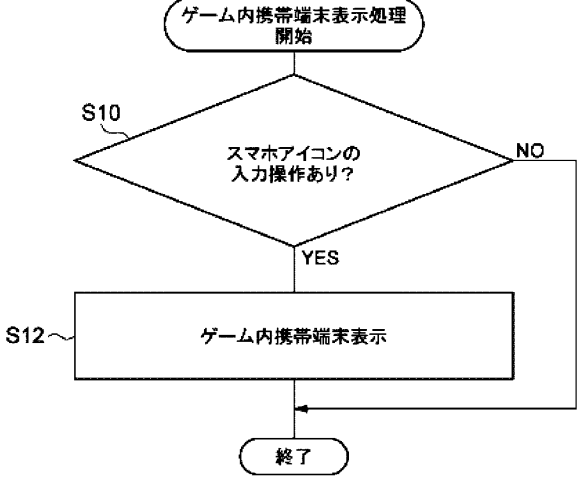 ゲーム内携帯端末表示処理
開始
S10
スマホアイコンの
入力操作あり?
NO
YES
S12
ゲーム内携帯端末表示
終了